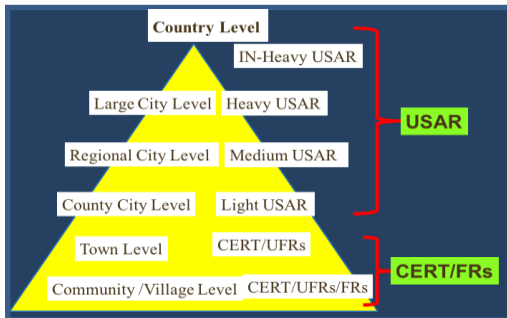 Country Level
IN-Heavy USAR
Large City Level
Heavy USAR
USAR
Regional City Level
Medium USAR
County City Level
Light USAR
Town Level
CERT/UFRs
CERT/FRs
Community /Village Level
CERT/UFRs/FRs